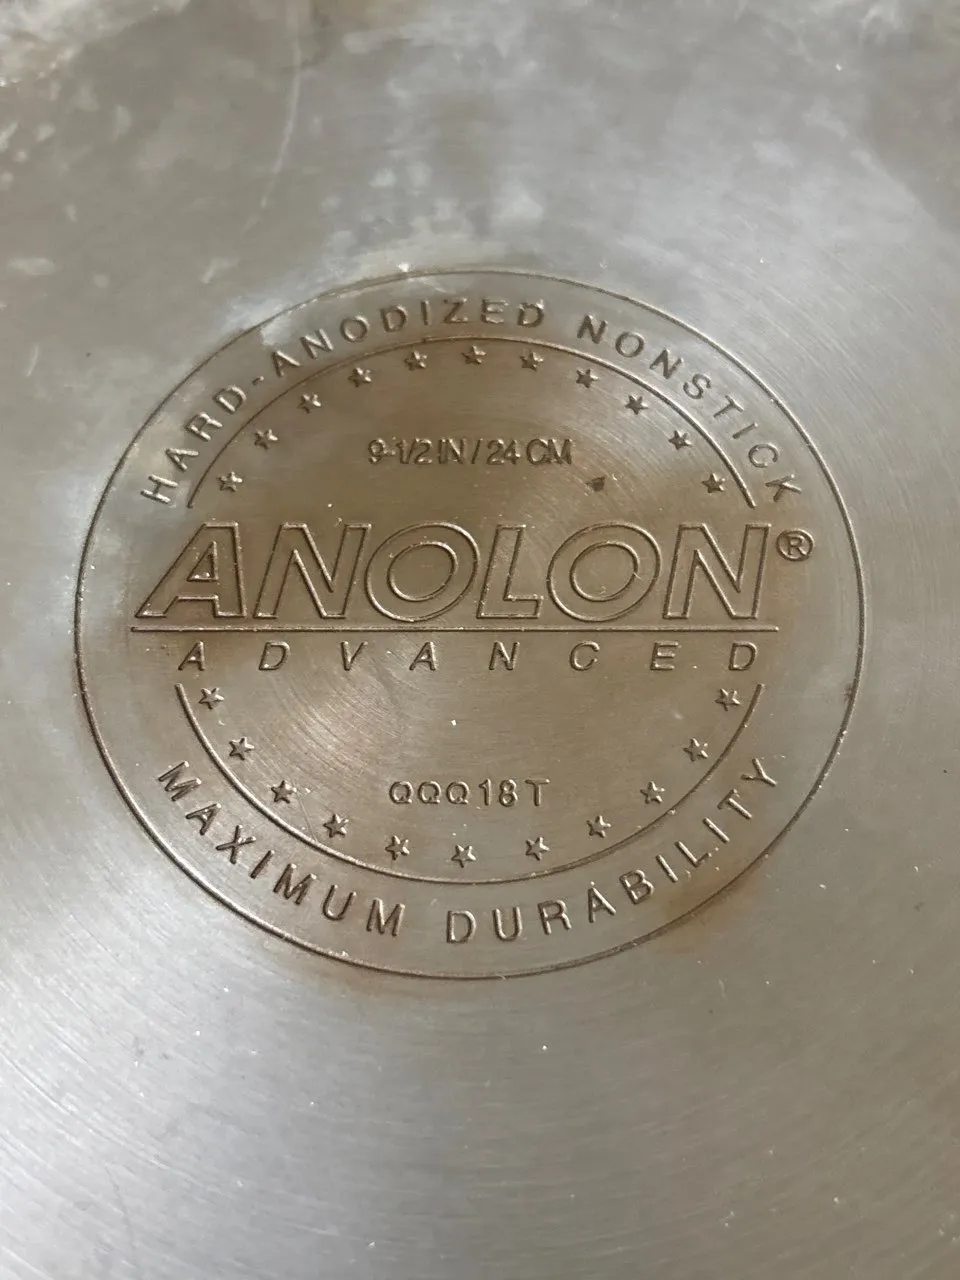 HARD-ANODIZED NONSTICK
9-1/2 IN / 24 CM
ANOLON®
ADVANCED
QQQ18T
MAXIMUM DURABILITY